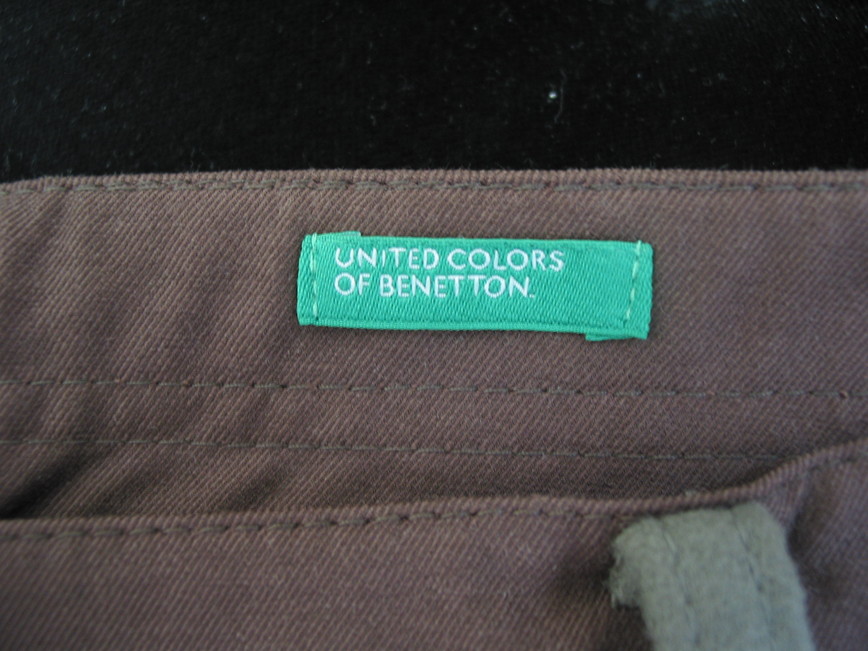 UNITED COLORS
OF BENETTON.